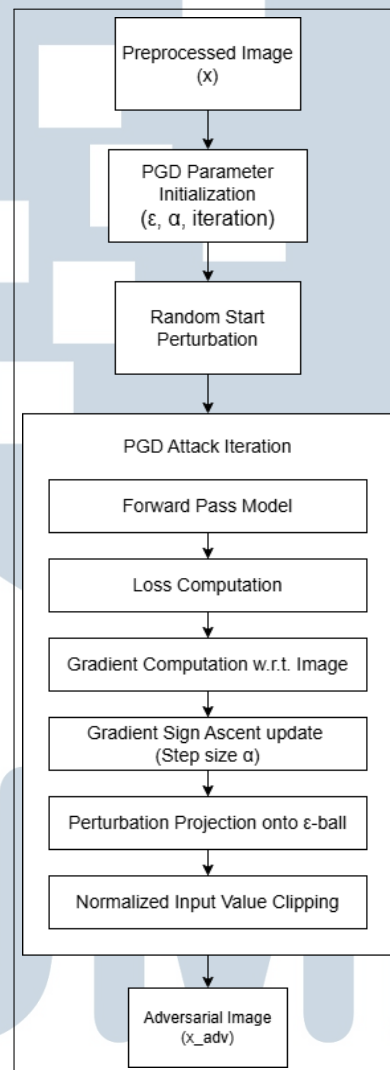 Preprocessed Image
(x)
PGD Parameter
Initialization
(ε, α, iteration)
Random Start
Perturbation
PGD Attack Iteration
Forward Pass Model
Loss Computation
Gradient Computation w.r.t. Image
Gradient Sign Ascent update
(Step size α)
Perturbation Projection onto ε-ball
Normalized Input Value Clipping
Adversarial Image
(x_adv)